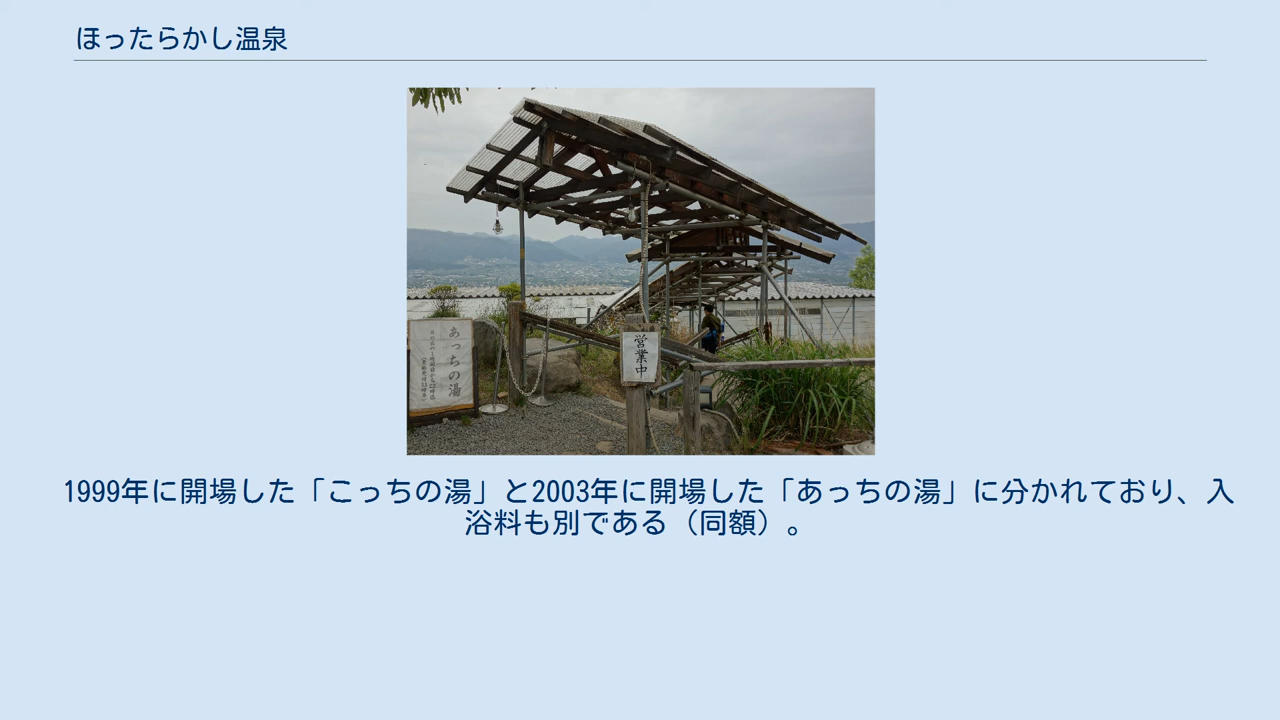 ほったらかし温泉
あっちの湯
営業中
1999年に開場した「こっちの湯」と2003年に開場した「あっちの湯」に分かれており、入
浴料も別である（同額）。